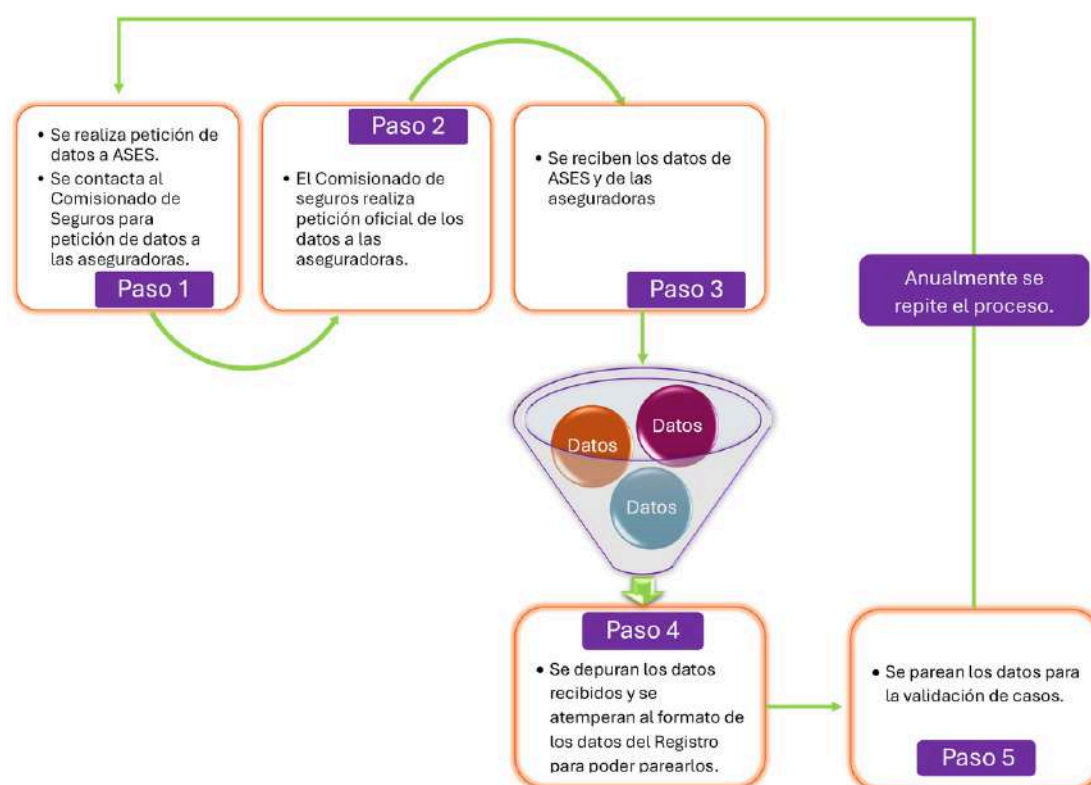 • Se realiza petición de
datos a ASES.
• Se contacta al
Comisionado de
Seguros para
petición de datos a
las aseguradoras.
Paso 1
Paso 2
• El Comisionado de
seguros realiza
petición oficial de los
datos a las
aseguradoras.
• Se reciben los datos de
ASES y de las
aseguradoras
Paso 3
Anualmente se
repite el proceso.
Datos
Datos
Datos
Paso 4
• Se depuran los datos
recibidos y se
atemperan al formato de
los datos del Registro
para poder parearlos.
• Se parean los datos para
la validación de casos.
Paso 5